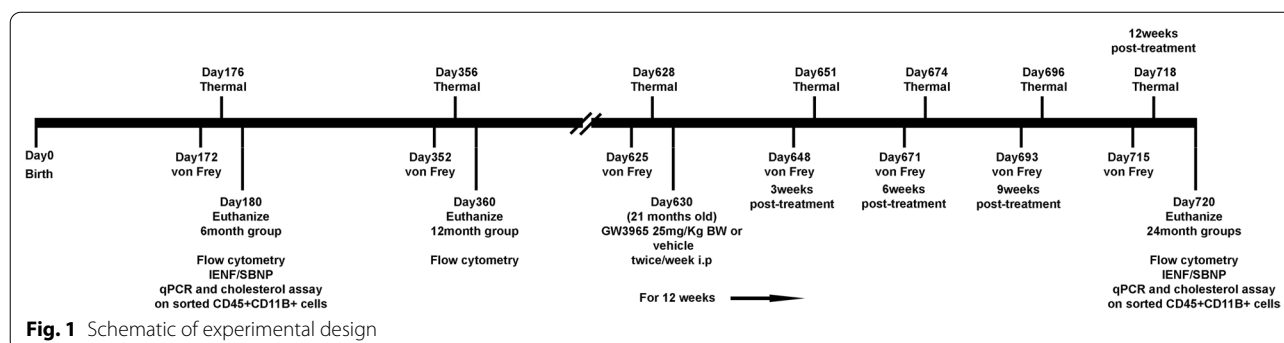 12weeks
post-treatment
Day176
Thermal
Day356
Thermal
Day628
Thermal
Day651
Thermal
Day674
Thermal
Day696
Thermal
Day718
Thermal
Day0
Birth
Day172
von Frey
Day352
von Frey
Day625
von Frey
Day648
von Frey
3weeks
post-treatment
Day671
von Frey
6weeks
post-treatment
Day693
von Frey
9weeks
post-treatment
Day715
von Frey
Day180
Euthanize
6month group
Flow cytometry
IENF/SBNP
qPCR and cholesterol assay
on sorted CD45+CD11B+ cells
Day360
Euthanize
12month group
Flow cytometry
Day630
(21 months old)
GW3965 25mg/Kg BW or
vehicle
twice/week i.p
For 12 weeks
Day720
Euthanize
24month groups
Flow cytometry
IENF/SBNP
qPCR and cholesterol assay
on sorted CD45+CD11B+ cells
Fig. 1 Schematic of experimental design